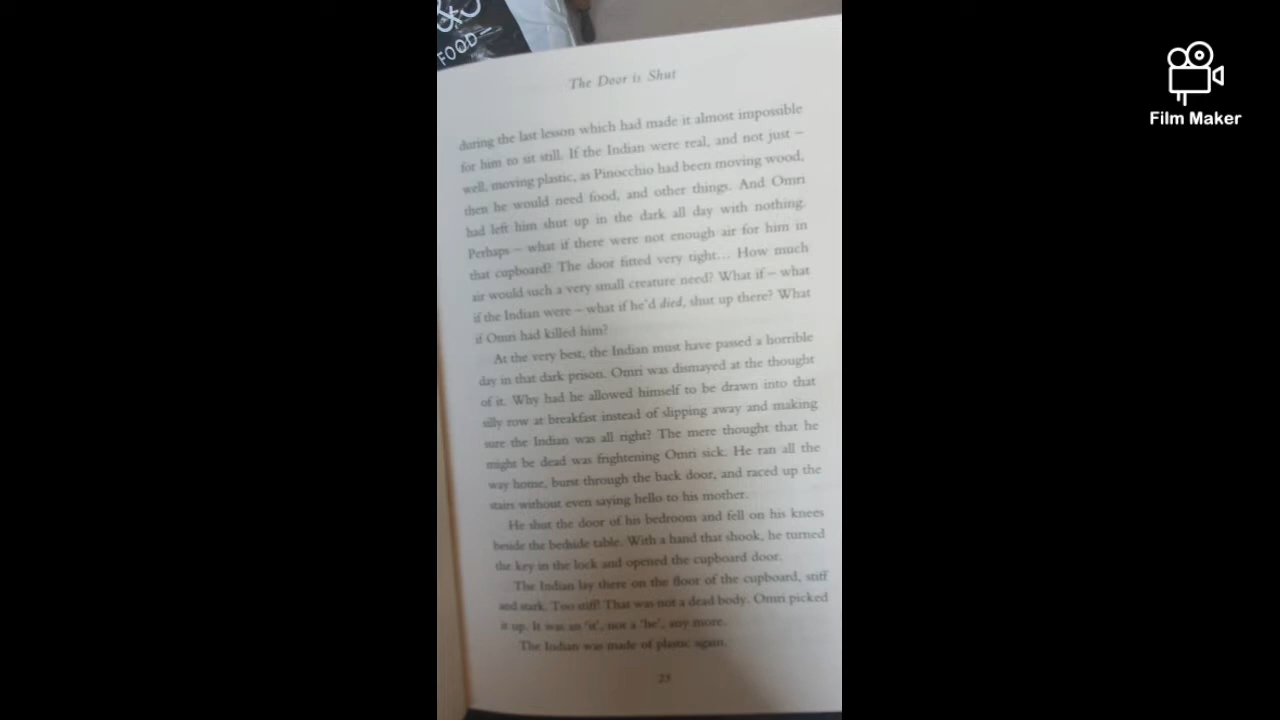 &
FOOD—
The Door is Shut
during the last lesson which had made it almost impossible
for him to sit still. If the Indian were real, and not just –
well, moving plastic, as Pinocchio had been moving wood,
then he would need food, and other things. And Omri
had left him shut up in the dark all day with nothing.
Perhaps – what if there were not enough air for him in
that cupboard? The door fitted very tight... How much
air would such a very small creature need? What if – what
if the Indian were – what if he'd died, shut up there? What
if Omri had killed him?
At the very best, the Indian must have passed a horrible
day in that dark prison. Omri was dismayed at the thought
of it. Why had he allowed himself to be drawn into that
silly row at breakfast instead of slipping away and making
sure the Indian was all right? The mere thought that he
might be dead was frightening Omri sick. He ran all the
way home, burst through the back door, and raced up the
stairs without even saying hello to his mother.
He shut the door of his bedroom and fell on his knees
beside the bedside table. With a hand that shook, he turned
the key in the lock and opened the cupboard door.
The Indian lay there on the floor of the cupboard, stiff
and stark. Too stiff! That was not a dead body. Omri picked
it up. It was an 'it', not a 'he', any more.
The Indian was made of plastic again.
23
Film Maker